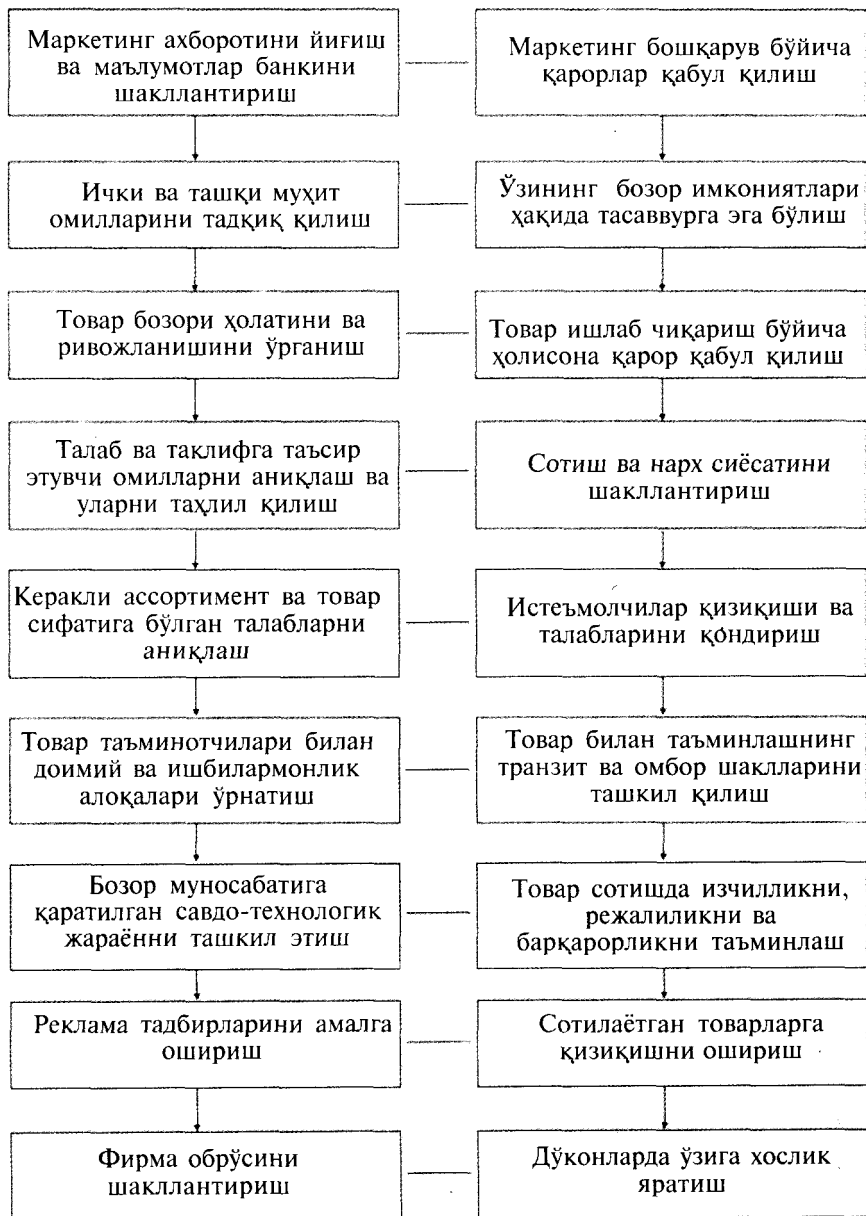 Маркетинг ахборотини йиғиш
ва маълумотлар банкини
шакллантириш
Маркетинг бошқарув бўйича
қарорлар қабул қилиш
Ички ва ташқи муҳит
омилларини тадқиқ қилиш
Ўзининг бозор имкониятлари
ҳақида тасаввурга эга бўлиш
Товар бозори ҳолатини ва
ривожланишини ўрганиш
Товар ишлаб чиқариш бўйича
ҳолисона қарор қабул қилиш
Талаб ва таклифга таъсир
этувчи омилларни аниқлаш ва
уларни таҳлил қилиш
Сотиш ва нарх сиёсатини
шакллантириш
Керакли ассортимент ва товар
сифатига бўлган талабларни
аниқлаш
Истеъмолчилар қизиқиши ва
талабларини қондириш
Товар таъминотчилари билан
доимий ва ишбилармонлик
алоқалари ўрнатиш
Товар билан таъминлашнинг
транзит ва омбор шаклларини
ташкил қилиш
Бозор муносабатига
қаратилган савдо-технологик
жараённи ташкил этиш
Товар сотишда изчилликни,
режалиликни ва
барқарорликни таъминлаш
Реклама тадбирларини амалга
ошириш
Сотилаётган товарларга
қизиқишни ошириш
Фирма обрўсини
шакллантириш
Дўконларда ўзига хослик
яратиш